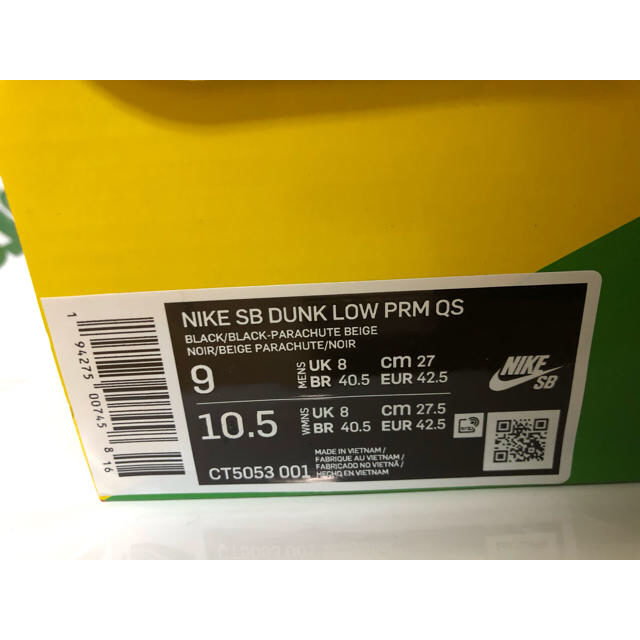 NIKE SB DUNK LOW PRM QS
BLACK/BLACK-PARACHUTE BEIGE
NOIR/BEIGE PARACHUTE/NOIR
9 MENS UK 8 cm 27
BR 40.5 EUR 42.5
10.5 WMNS UK 8 cm 27.5
BR 40.5 EUR 42.5
NIKE
SB
CT5053 001
MADE IN VIETNAM /
FABRIQUE AU VIETNAM /
FABRICADO NO VIETNÃ /
HECHO EN VIETNAM
1 94275 00745 8 16